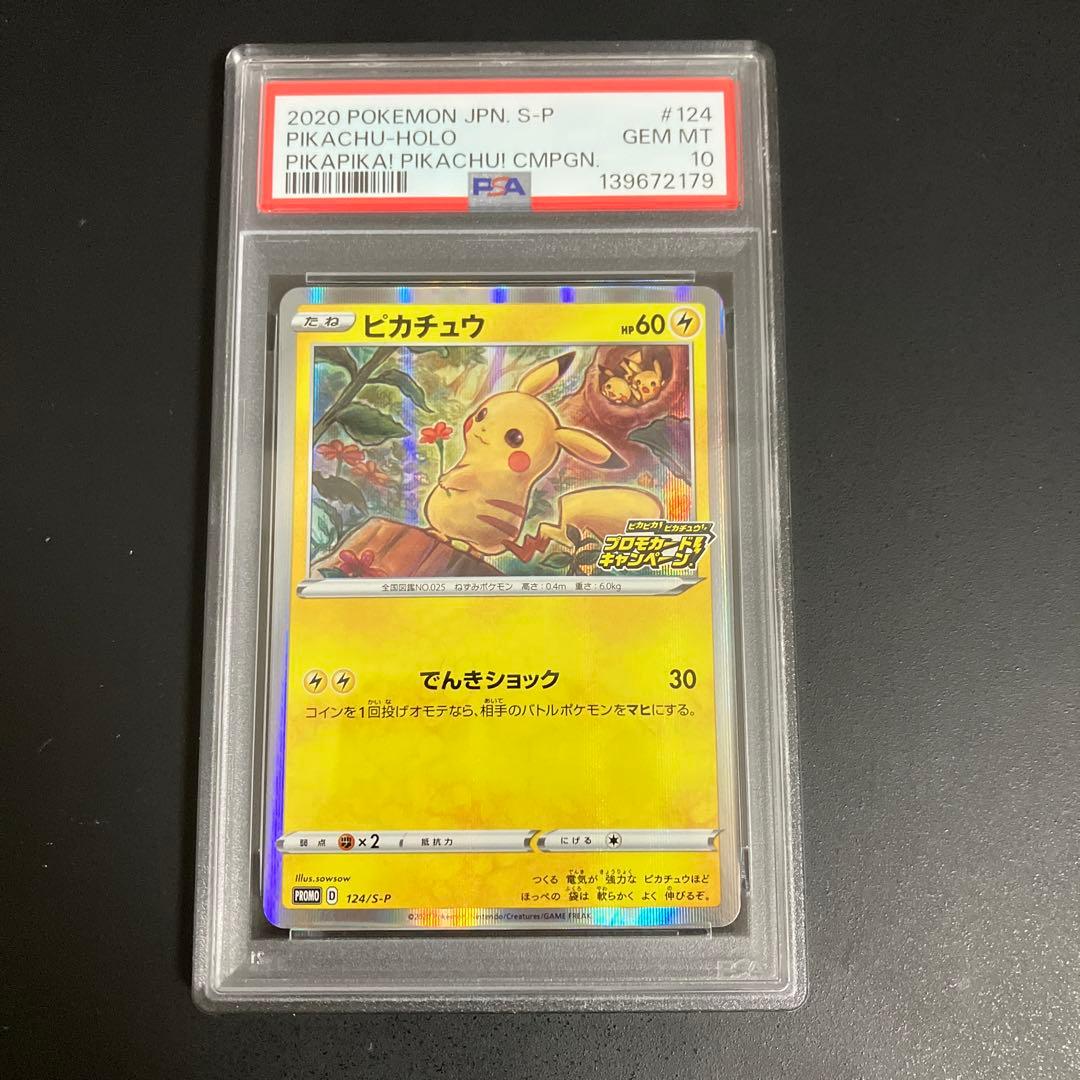 2020 POKEMON JPN. S-P #124
PIKACHU-HOLO GEM MT
PIKAPIKA! PIKACHU! CMPGN. 10
PSA 139672179
たね ピカチュウ HP60
ピカピカ ピカチュウ!
プロモカード
キャンペーン!
全国図鑑NO.025 ねずみポケモン 高さ:0.4m 重さ:6.0kg
でんきショック 30
コインを1回投げオモテなら、相手のバトルポケモンをマヒにする。
弱点 ×2 抵抗力 にげる
Illus.sowsow
つくる 電気が 強力な ピカチュウほど
ほっぺの 袋は 軟らかく よく 伸びるぞ。
PROMO D 124/S-P
Pokémon/Nintendo/Creatures/GAME FREAK